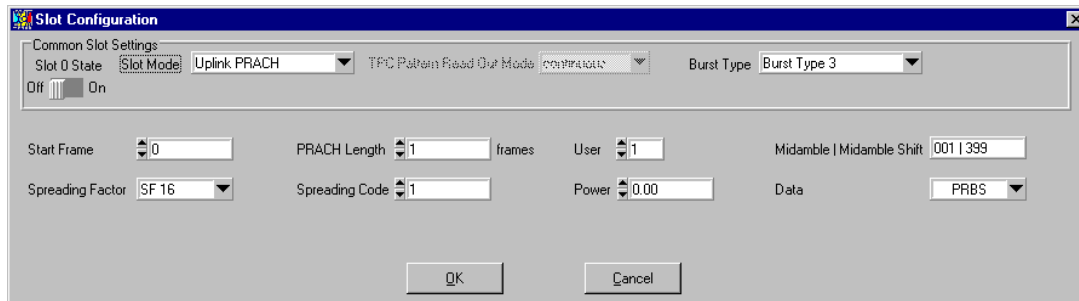 Slot Configuration
Common Slot Settings
Slot 0 State Slot Mode Uplink PRACH TPC Pattern Read Out Mode continuous Burst Type Burst Type 3
Off On
Start Frame 0 PRACH Length 1 frames User 1 Midamble | Midamble Shift 001 | 399
Spreading Factor SF 16 Spreading Code 1 Power 0.00 Data PRBS
OK Cancel